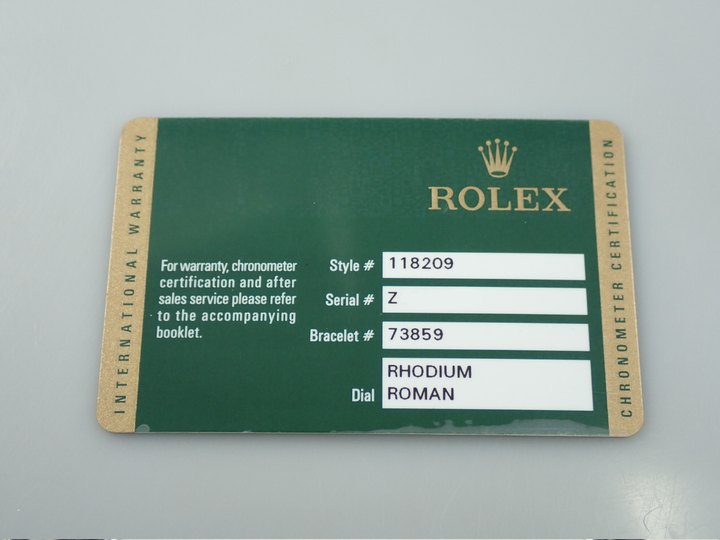 INTERNATIONAL WARRANTY
ROLEX
For warranty, chronometer
certification and after
sales service please refer
to the accompanying
booklet.
Style # 118209
Serial # Z
Bracelet # 73859
Dial RHODIUM
ROMAN
CHRONOMETER CERTIFICATION